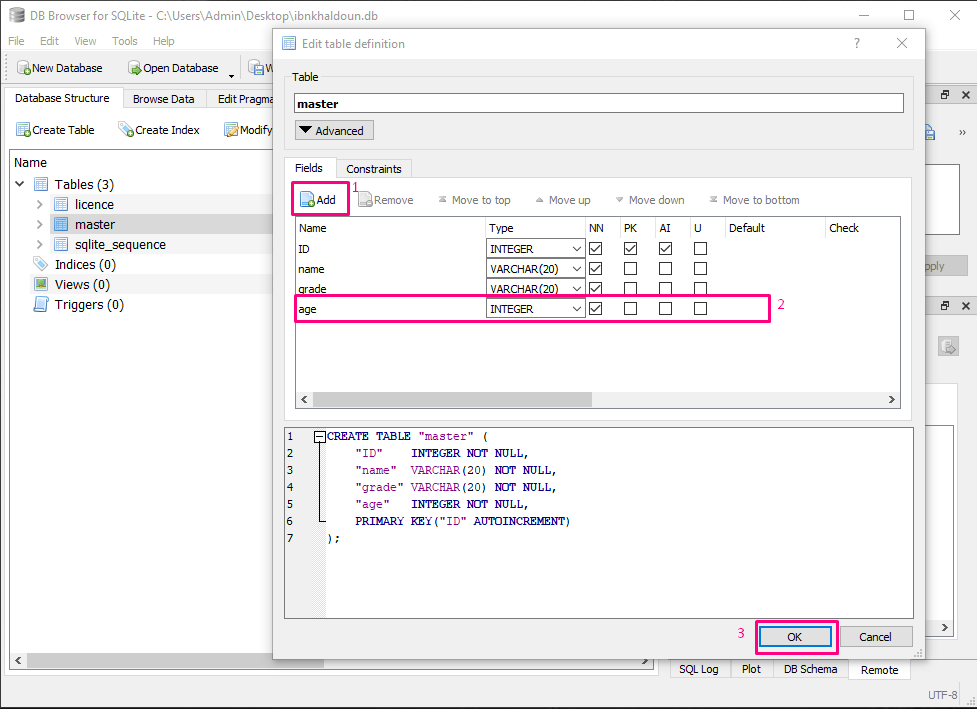 DB Browser for SQLite - C:\Users\Admin\Desktop\ibnkhaldoun.db
File Edit View Tools Help
New Database Open Database W
Database Structure Browse Data Edit Pragma
Create Table Create Index Modify
Name
Tables (3)
licence
master
sqlite_sequence
Indices (0)
Views (0)
Triggers (0)
Edit table definition
Table
master
Advanced
Fields Constraints
1
Add Remove Move to top Move up Move down Move to bottom
Name Type NN PK AI U Default Check
ID INTEGER
name VARCHAR(20)
grade VARCHAR(20)
age INTEGER
2
1 CREATE TABLE "master" (
2 "ID" INTEGER NOT NULL,
3 "name" VARCHAR(20) NOT NULL,
4 "grade" VARCHAR(20) NOT NULL,
5 "age" INTEGER NOT NULL,
6 PRIMARY KEY("ID" AUTOINCREMENT)
7 );
3 OK Cancel
pply
SQL Log Plot DB Schema Remote
UTF-8